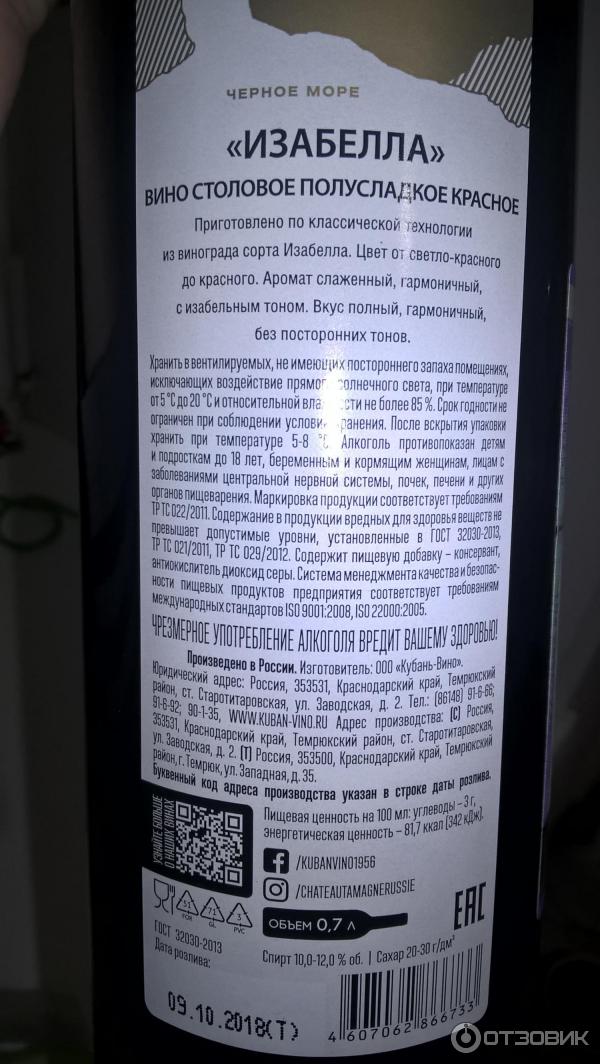 ЧЕРНОЕ МОРЕ
«ИЗАБЕЛЛА»
ВИНО СТОЛОВОЕ ПОЛУСЛАДКОЕ КРАСНОЕ
Приготовлено по классической технологии
из винограда сорта Изабелла. Цвет от светло-красного
до красного. Аромат слаженный, гармоничный,
с изабельным тоном. Вкус полный, гармоничный,
без посторонних тонов.
Хранить в вентилируемых, не имеющих постороннего запаха помещениях,
исключающих воздействие прямого солнечного света, при температуре
от 5 °С до 20 °С и относительной влажности не более 85 %. Срок годности не
ограничен при соблюдении условий хранения. После вскрытия упаковки
хранить при температуре 5-8 °С. Алкоголь противопоказан детям
и подросткам до 18 лет, беременным и кормящим женщинам, лицам с
заболеваниями центральной нервной системы, почек, печени и других
органов пищеварения. Маркировка продукции соответствует требованиям
ТР ТС 022/2011. Содержание в продукции вредных для здоровья веществ не
превышает допустимые уровни, установленные в ГОСТ 32030-2013,
ТР ТС 021/2011, ТР ТС 029/2012. Содержит пищевую добавку – консервант,
антиокислитель диоксид серы. Система менеджмента качества и безопас-
ности пищевых продуктов предприятия соответствует требованиям
международных стандартов ISO 9001:2008, ISO 22000:2005.
ЧРЕЗМЕРНОЕ УПОТРЕБЛЕНИЕ АЛКОГОЛЯ ВРЕДИТ ВАШЕМУ ЗДОРОВЬЮ!
Произведено в России. Изготовитель: ООО «Кубань-Вино».
Юридический адрес: Россия, 353531, Краснодарский край, Темрюкский
район, ст. Старотитаровская, ул. Заводская, д. 2. Тел.: (86148) 91-6-66;
91-6-92; 90-1-35, WWW.KUBAN-VINO.RU Адрес производства: (С) Россия,
353531, Краснодарский край, Темрюкский район, ст. Старотитаровская,
ул. Заводская, д. 2. (Т) Россия, 353500, Краснодарский край, Темрюкский
район, г. Темрюк, ул. Западная, д. 35.
Буквенный код адреса производства указан в строке даты розлива.
УЗНАЙТЕ БОЛЬШЕ
О НАШИХ ВИНАХ
Пищевая ценность на 100 мл: углеводы – 3 г,
энергетическая ценность – 81,7 ккал (342 кДж).
/KUBANVINO1956
/CHATEAUTAMAGNERUSSIE
51
FOR
71
GL
3
PVC
ОБЪЕМ 0,7 Л
ЕАС
ГОСТ 32030-2013
Дата розлива:
Спирт 10,0-12,0 % об. | Сахар 20-30 г/дм³
09.10.2018(Т)
4 607062 866733
ОТЗОВИК